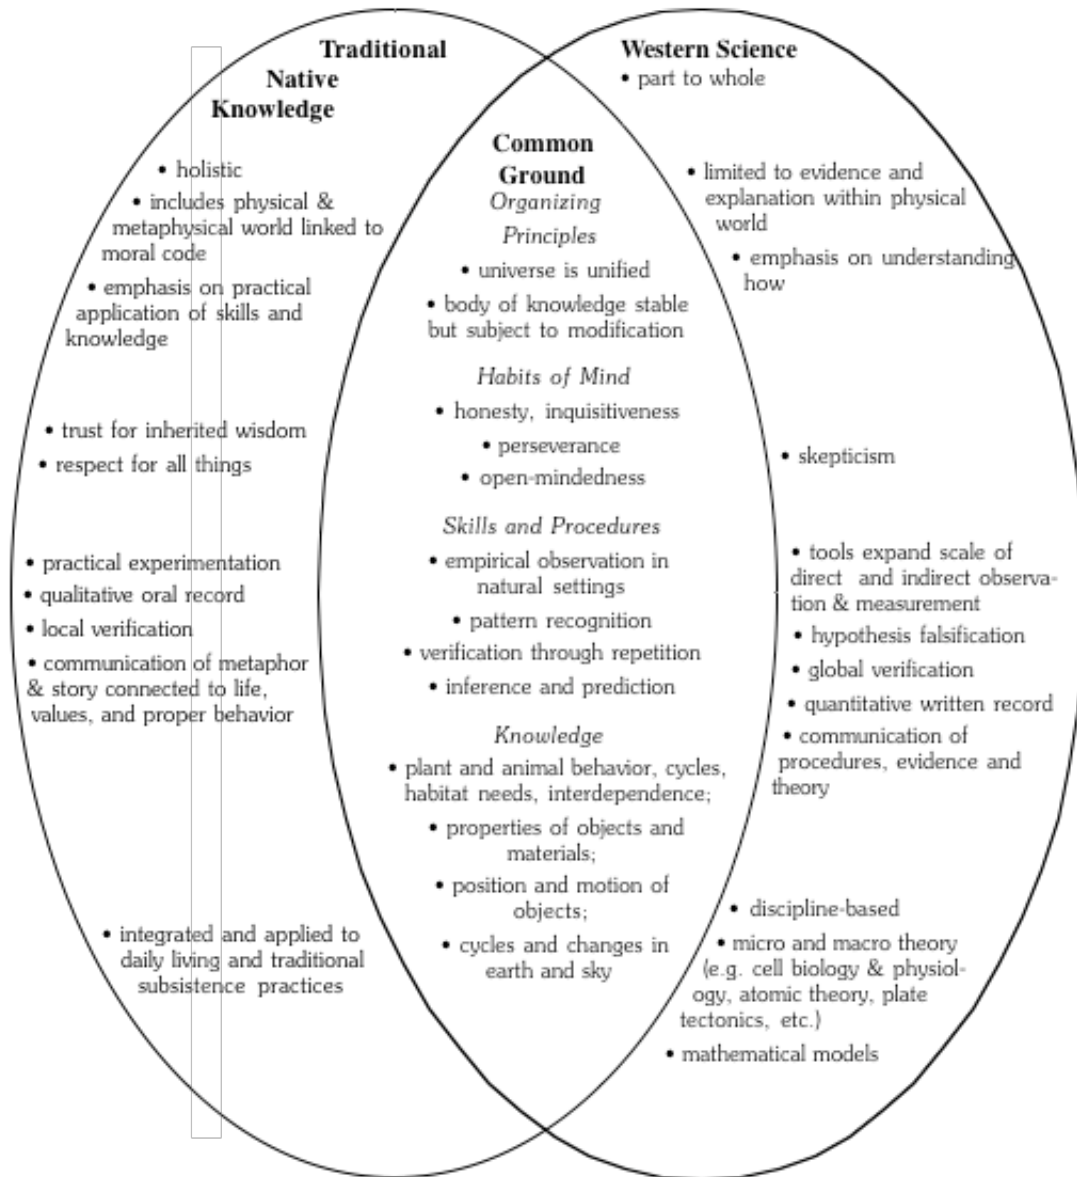 Traditional
Native
Knowledge
• holistic
• includes physical &
metaphysical world linked to
moral code
• emphasis on practical
application of skills and
knowledge
• trust for inherited wisdom
• respect for all things
• practical experimentation
• qualitative oral record
• local verification
• communication of metaphor
& story connected to life,
values, and proper behavior
• integrated and applied to
daily living and traditional
subsistence practices
Common
Ground
Organizing
Principles
• universe is unified
• body of knowledge stable
but subject to modification
Habits of Mind
• honesty, inquisitiveness
• perseverance
• open-mindedness
Skills and Procedures
• empirical observation in
natural settings
• pattern recognition
• verification through repetition
• inference and prediction
Knowledge
• plant and animal behavior, cycles,
habitat needs, interdependence;
• properties of objects and
materials;
• position and motion of
objects;
• cycles and changes in
earth and sky
Western Science
• part to whole
• limited to evidence and
explanation within physical
world
• emphasis on understanding
how
• skepticism
• tools expand scale of
direct and indirect observa-
tion & measurement
• hypothesis falsification
• global verification
• quantitative written record
• communication of
procedures, evidence and
theory
• discipline-based
• micro and macro theory
(e.g. cell biology & physiol-
ogy, atomic theory, plate
tectonics, etc.)
• mathematical models